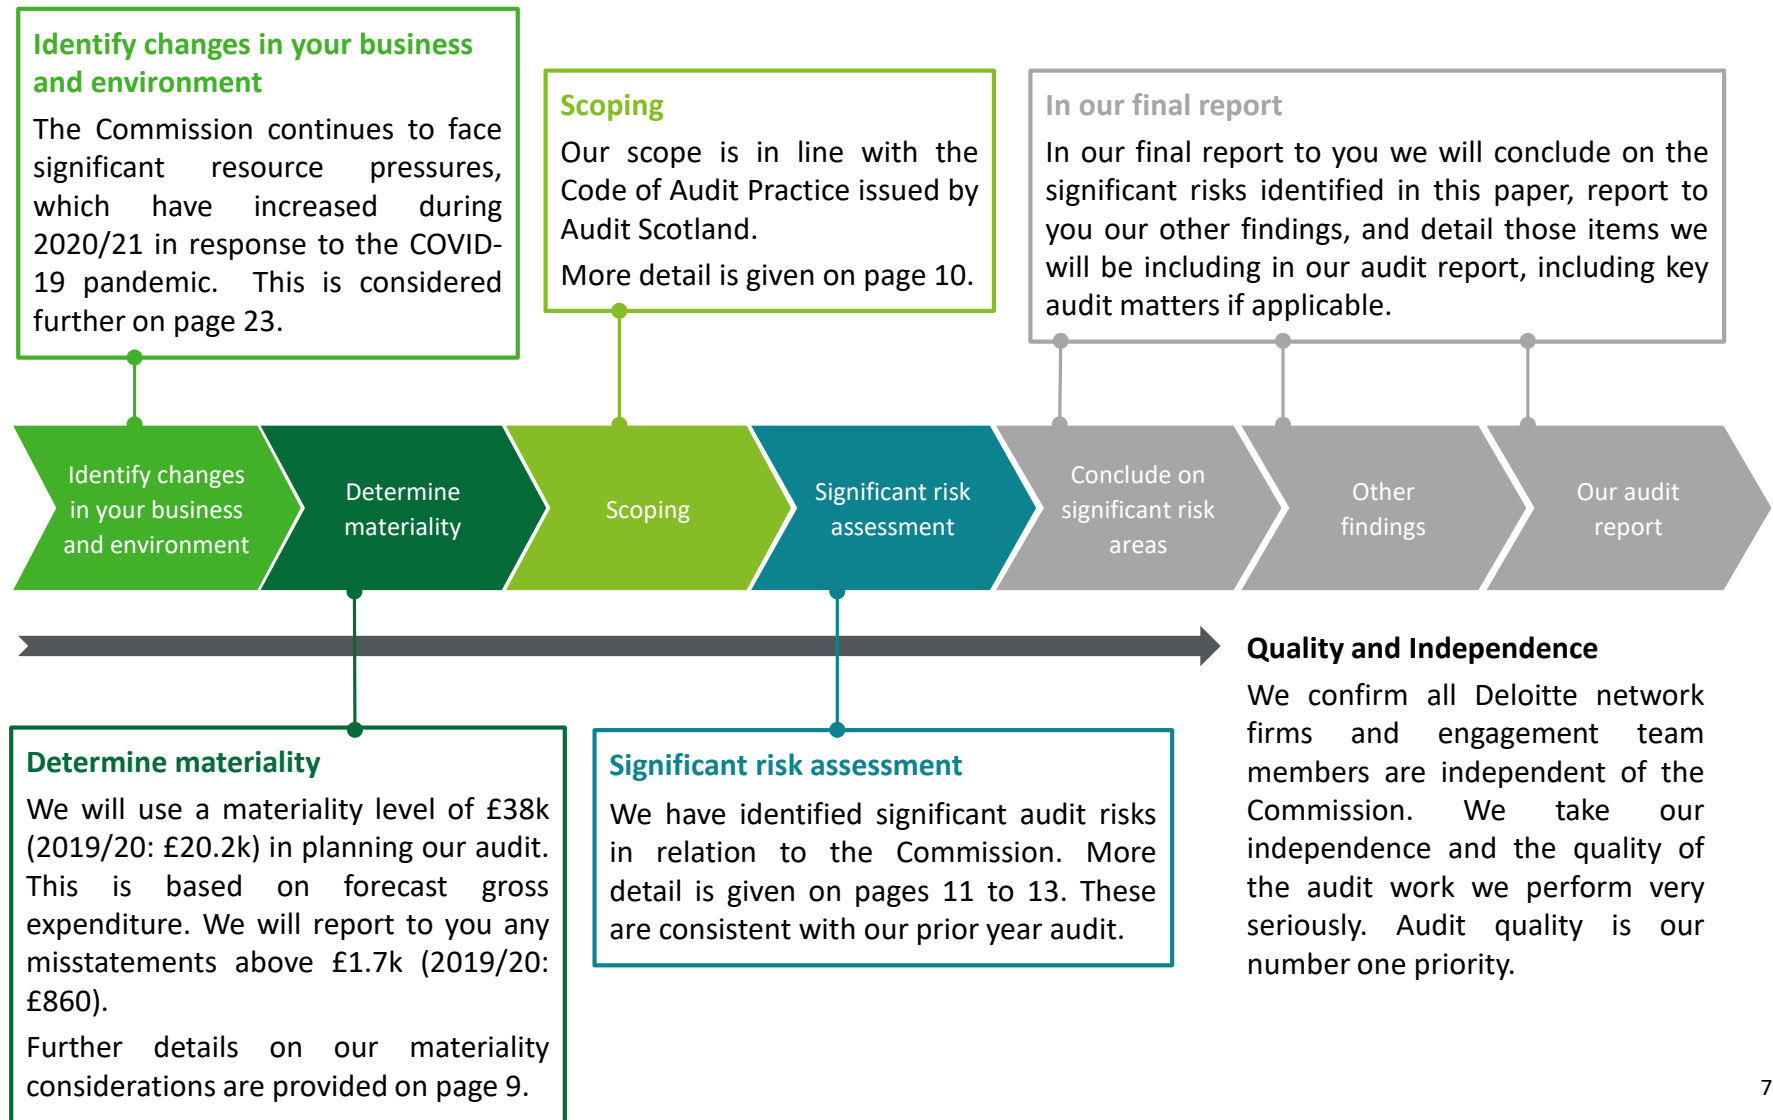 Identify changes in your business
and environment
The Commission continues to face
significant resource pressures,
which have increased during
2020/21 in response to the COVID-
19 pandemic. This is considered
further on page 23.
Scoping
Our scope is in line with the
Code of Audit Practice issued by
Audit Scotland.
More detail is given on page 10.
In our final report
In our final report to you we will conclude on the
significant risks identified in this paper, report to
you our other findings, and detail those items we
will be including in our audit report, including key
audit matters if applicable.
Identify changes
in your business
and environment
Determine
materiality
Scoping
Significant risk
assessment
Conclude on
significant risk
areas
Other
findings
Our audit
report
Determine materiality
We will use a materiality level of £38k
(2019/20: £20.2k) in planning our audit.
This is based on forecast gross
expenditure. We will report to you any
misstatements above £1.7k (2019/20:
£860).
Further details on our materiality
considerations are provided on page 9.
Significant risk assessment
We have identified significant audit risks
in relation to the Commission. More
detail is given on pages 11 to 13. These
are consistent with our prior year audit.
Quality and Independence
We confirm all Deloitte network
firms and engagement team
members are independent of the
Commission. We take our
independence and the quality of
the audit work we perform very
seriously. Audit quality is our
number one priority.
7